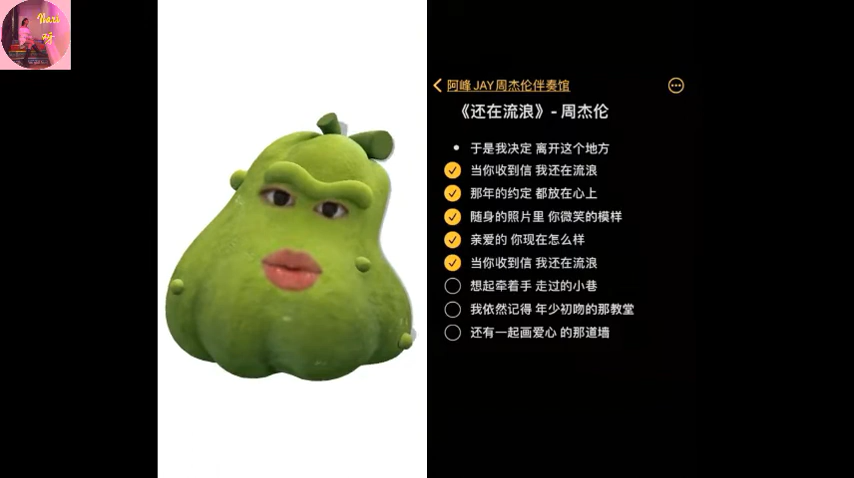 Nari
呀
阿峰JAY周杰伦伴奏馆
《还在流浪》- 周杰伦
于是我决定 离开这个地方
当你收到信 我还在流浪
那年的约定 都放在心上
随身的照片里 你微笑的模样
亲爱的 你现在怎么样
当你收到信 我还在流浪
想起牵着手 走过的小巷
我依然记得 年少初吻的那教堂
还有一起画爱心 的那道墙